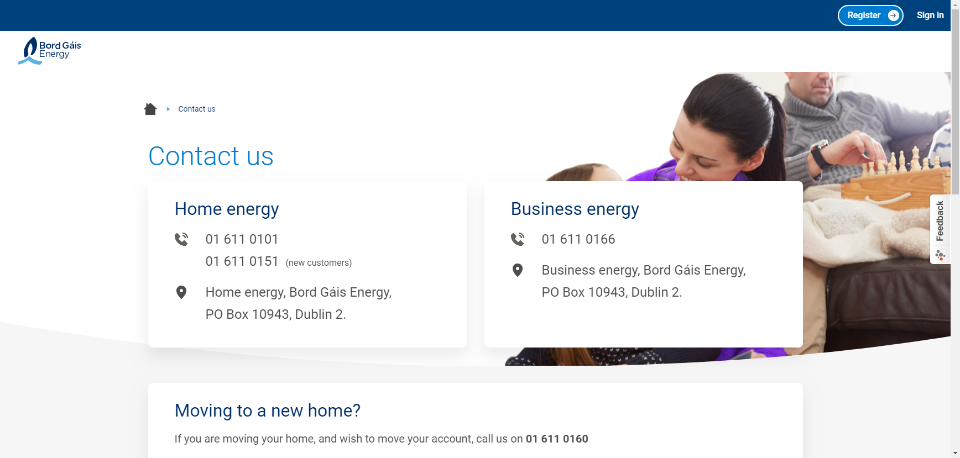 Register
Sign in
Bord Gáis
Energy
Contact us
Contact us
Home energy
01 611 0101
01 611 0151 (new customers)
Home energy, Bord Gáis Energy,
PO Box 10943, Dublin 2.
Business energy
01 611 0166
Business energy, Bord Gáis Energy,
PO Box 10943, Dublin 2.
Feedback
Moving to a new home?
If you are moving your home, and wish to move your account, call us on 01 611 0160